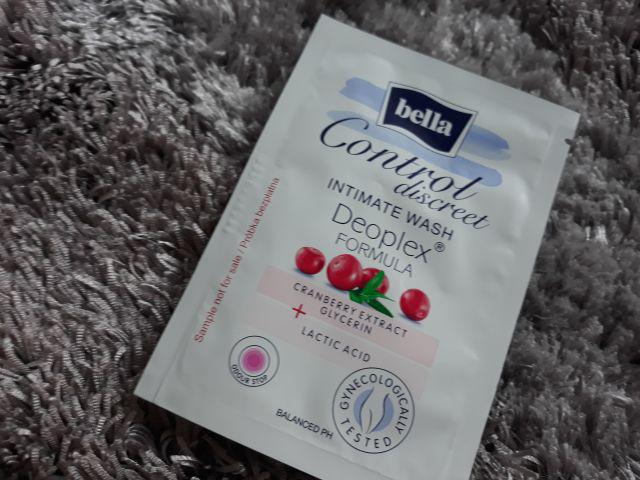 bella
Control
discreet
INTIMATE WASH
Deoplex®
FORMULA
CRANBERRY EXTRACT
+ GLYCERIN
LACTIC ACID
Sample not for sale / Próbka bezpłatna
ODOUR STOP
BALANCED PH
GYNECOLOGICALLY
TESTED